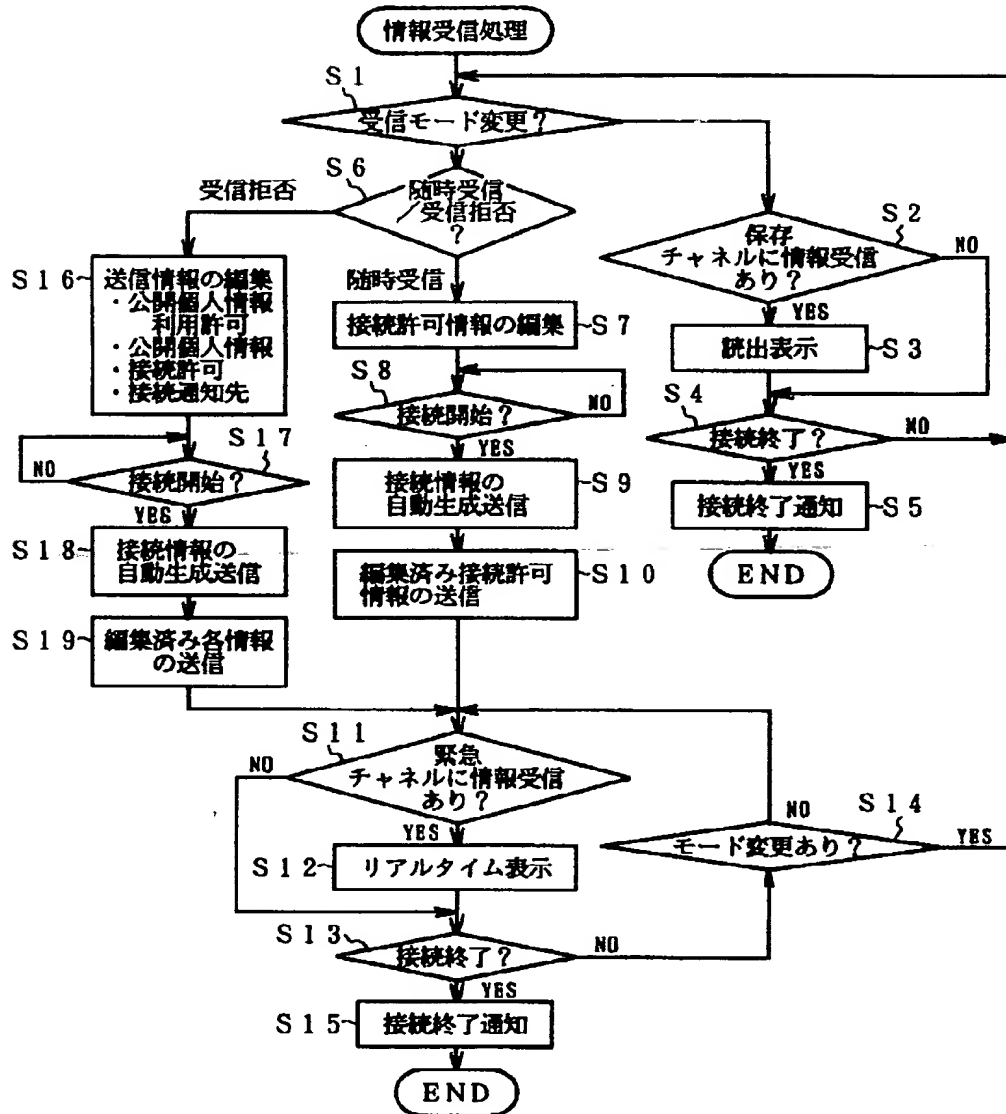 情報受信処理
S1
受信モード変更?
S6
随時受信
/受信拒否
?
受信拒否
随時受信
S2
保存
チャネルに情報受信
あり?
NO
YES
読出表示
S3
S4
接続終了?
NO
YES
接続終了通知
S5
END
S16
送信情報の編集
・公開個人情報
利用許可
・公開個人情報
・接続許可
・接続通知先
S17
接続開始?
NO
YES
S18
接続情報の
自動生成送信
S19
編集済み各情報
の送信
接続許可情報の編集
S7
S8
接続開始?
NO
YES
接続情報の
自動生成送信
S9
編集済み接続許可
情報の送信
S10
S11
緊急
チャネルに情報受信
あり?
NO
YES
S12
リアルタイム表示
S13
接続終了?
NO
YES
S14
モード変更あり?
NO
YES
S15
接続終了通知
END